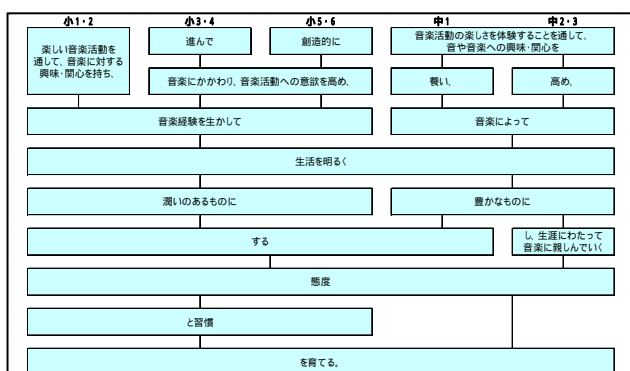 小1・2 小3・4 小5・6 中1 中2・3
楽しい音楽活動を
通して、音楽に対する
興味・関心を持ち、
進んで
創造的に
音楽活動の楽しさを体験することを通して、
音や音楽への興味・関心を
音楽にかかわり、音楽活動への意欲を高め、
養い、
高め、
音楽経験を生かして
音楽によって
生活を明るく
潤いのあるものに
豊かなものに
する
し、生涯にわたって
音楽に親しんでいく
態度
と習慣
を育てる。